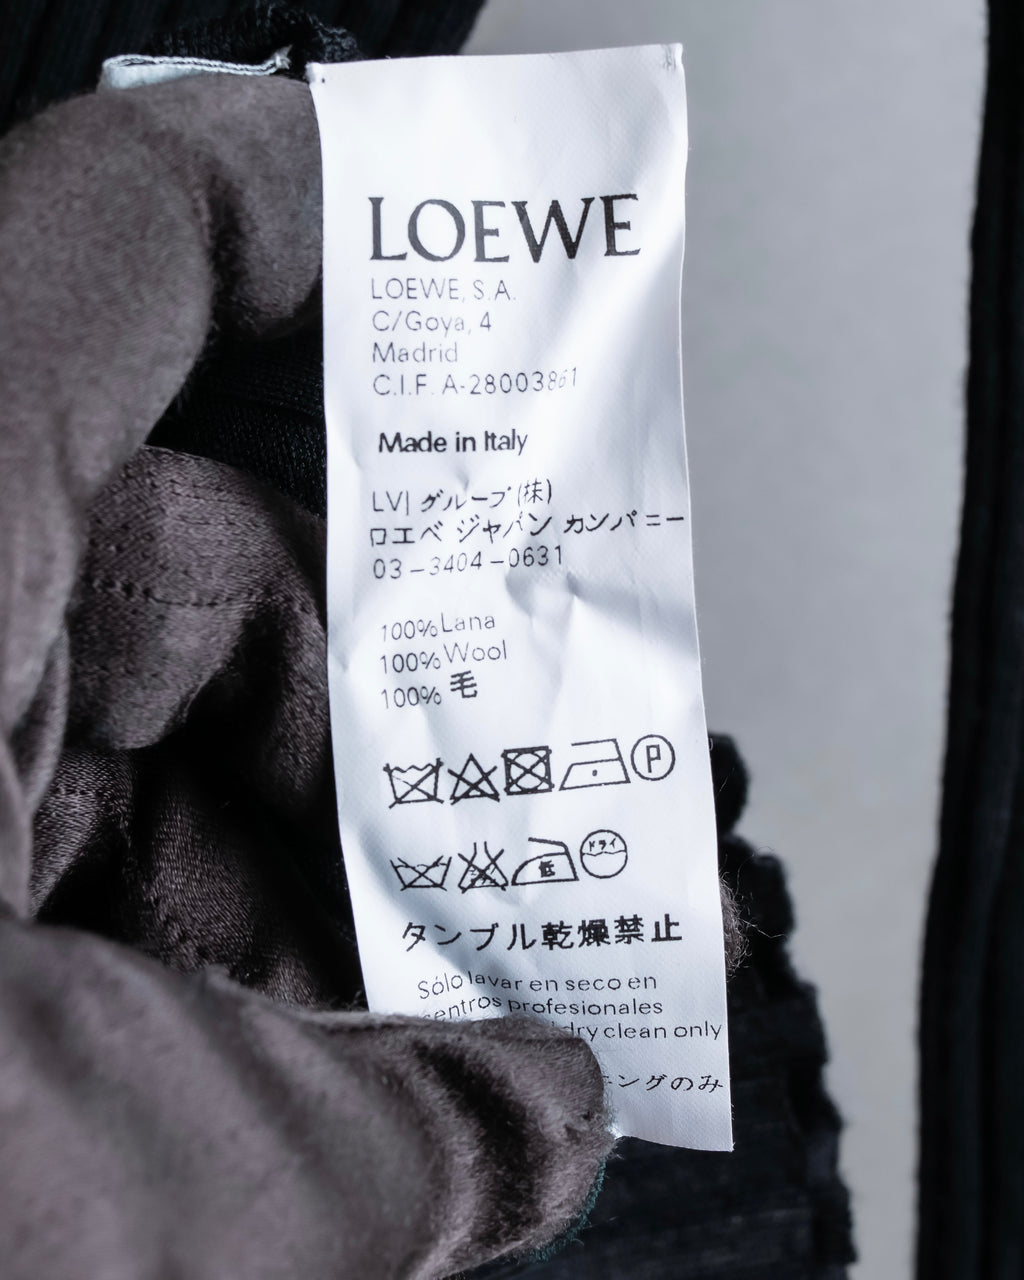 LOEWE
LOEWE, S.A.
C/Goya, 4
Madrid
C.I.F. A-28003861
Made in Italy
LVJ グループ(株)
ロエベ ジャパン カンパニー
03-3404-0631
100% Lana
100% Wool
100% 毛
P
ドライ
低
タンブル乾燥禁止
Sólo lavar en seco en
centros profesionales
dry clean only
ングのみ